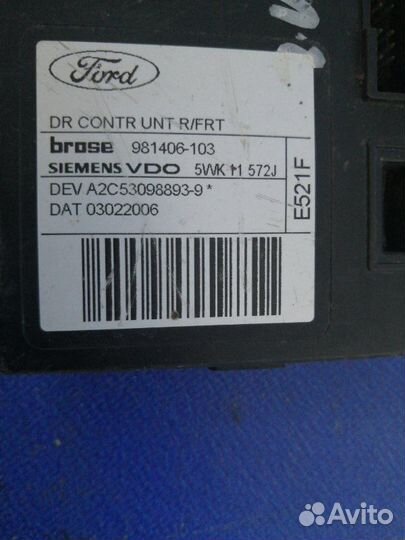 Ford
DR CONTR UNT R/FRT
brose 981406-103
SIEMENS VDO 5WK 11 572J
DEV A2C53098893-9 *
DAT 03022006
E521F
Avito